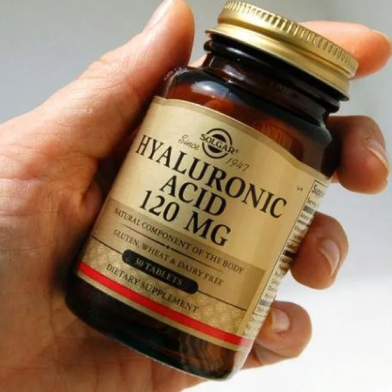 SOLGAR
Since 1947
HYALURONIC
ACID
120 MG
NATURAL COMPONENT OF THE BODY
GLUTEN, WHEAT & DAIRY FREE
30 TABLETS
DIETARY SUPPLEMENT